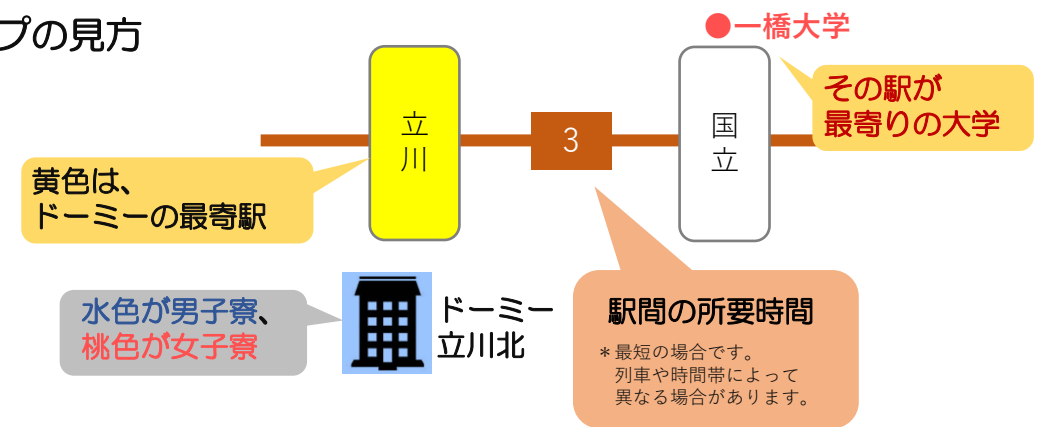 プの見方
●一橋大学
その駅が
最寄りの大学
立
川
3
国
立
黄色は、
ドーミーの最寄駅
水色が男子寮、
桃色が女子寮
ドーミー
立川北
駅間の所要時間
＊最短の場合です。
列車や時間帯によって
異なる場合があります。